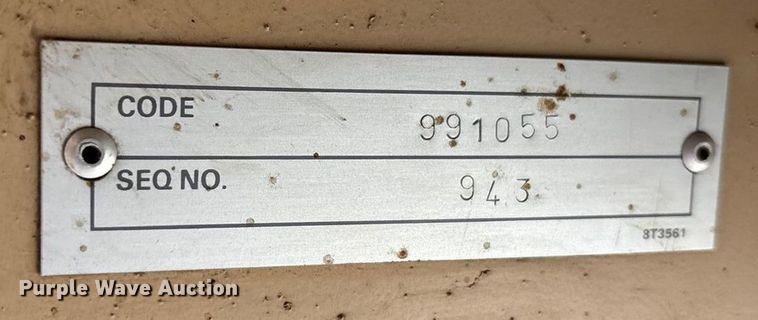 CODE 991055
SEQ NO. 943
8T3561
Purple Wave Auction